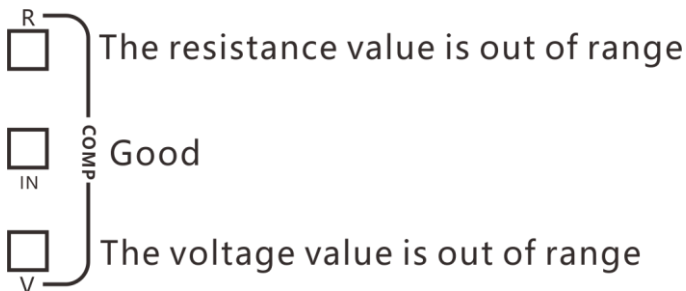 R
The resistance value is out of range
COMP
Good
IN
The voltage value is out of range
V